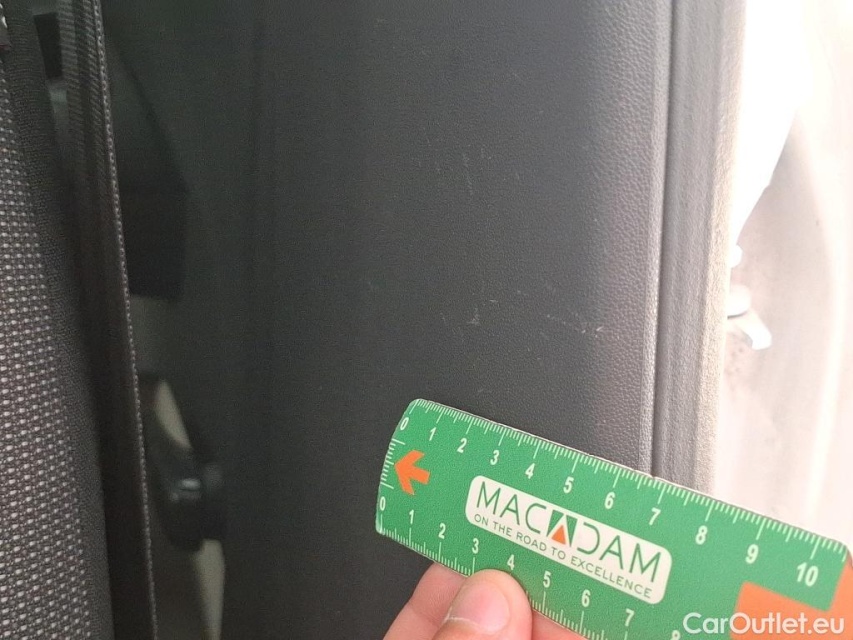 0 1 2 3 4 5 6 7 8 9 10
MACADAM
ON THE ROAD TO EXCELLENCE
0 1 2 3 4 5 6 7 8
CarOutlet.eu